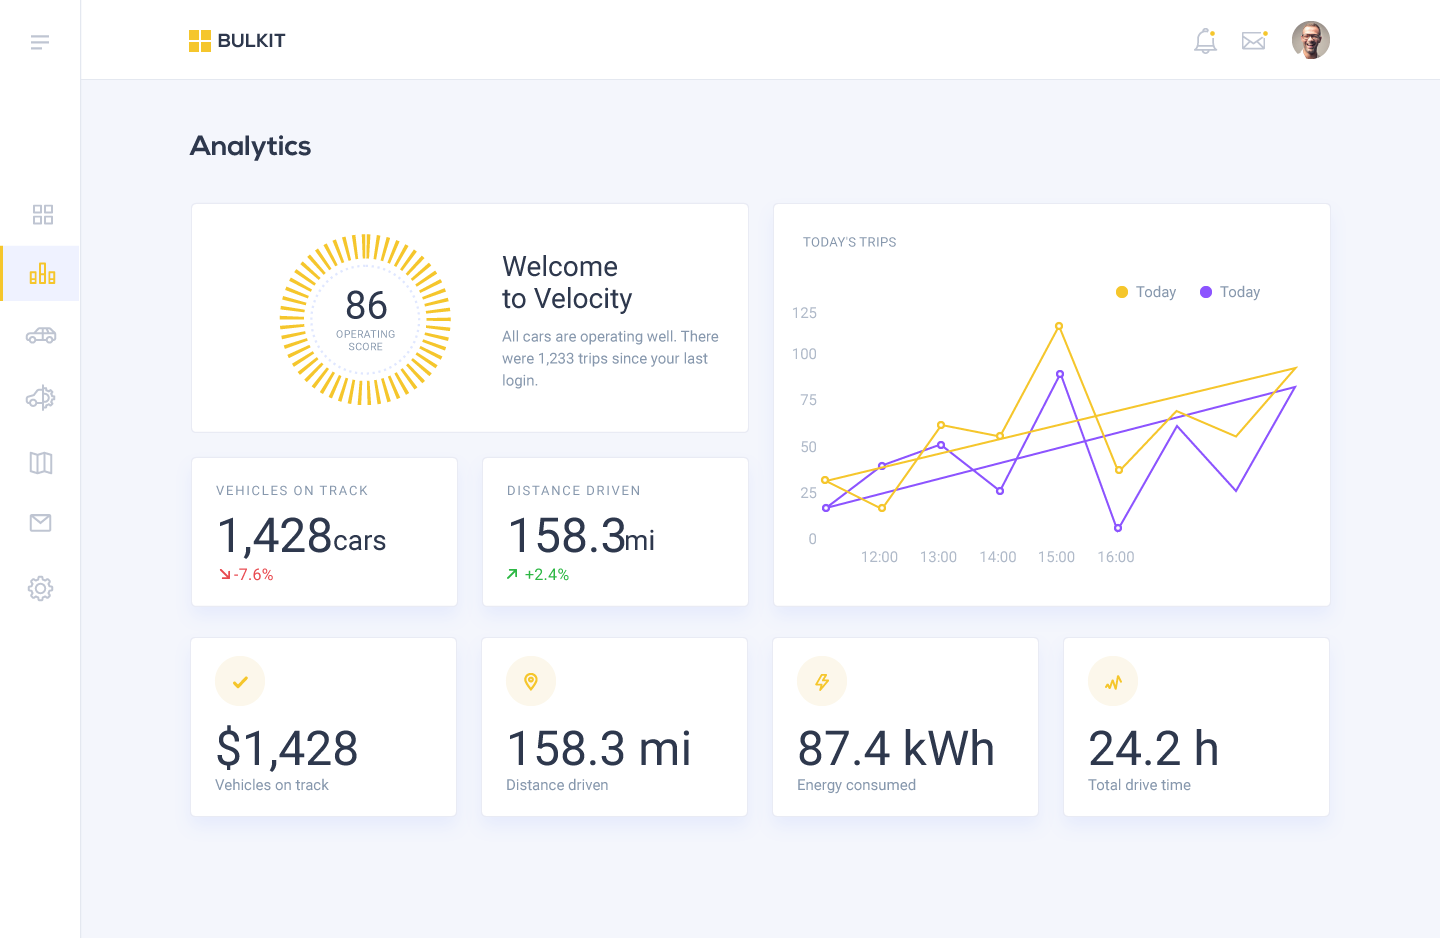 BULKIT
Analytics
86
OPERATING
SCORE
Welcome
to Velocity
All cars are operating well. There
were 1,233 trips since your last
login.
TODAY'S TRIPS
Today
Today
125
100
75
50
25
0
12:00 13:00 14:00 15:00 16:00
VEHICLES ON TRACK
1,428cars
-7.6%
DISTANCE DRIVEN
158.3mi
+2.4%
$1,428
Vehicles on track
158.3 mi
Distance driven
87.4 kWh
Energy consumed
24.2 h
Total drive time